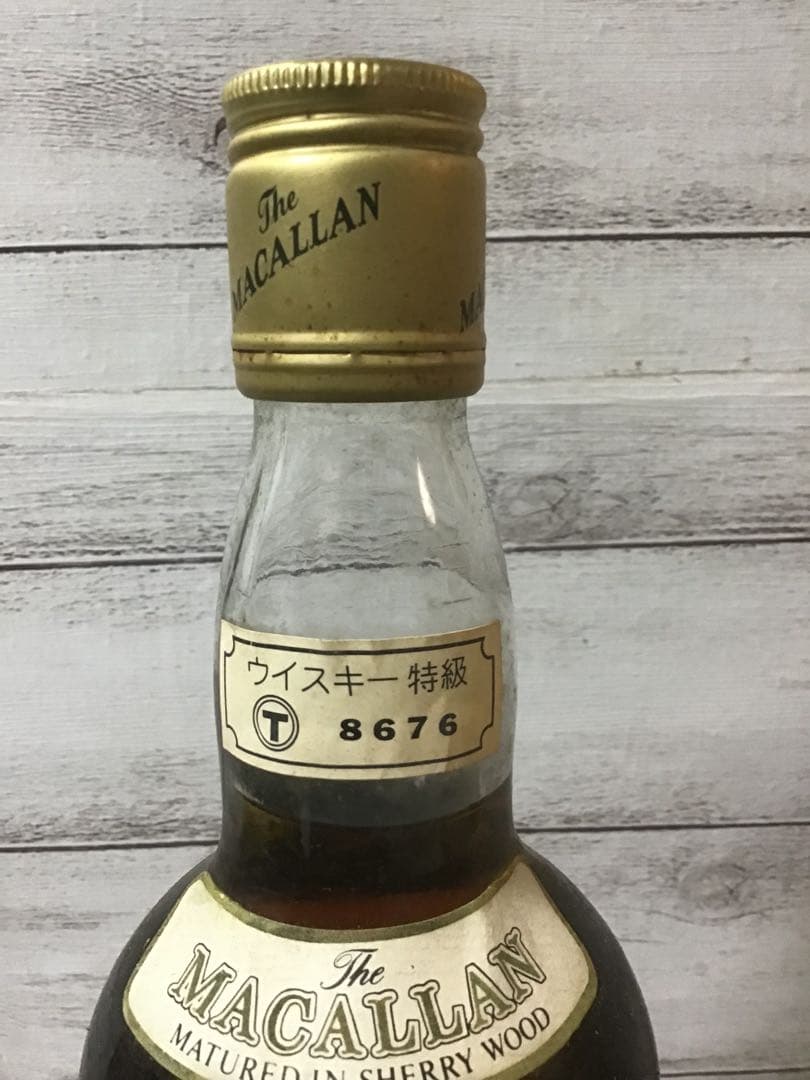 The
MACALLAN
MA
ウイスキー特級
T 8676
The
MACALLAN
MATURED IN SHERRY WOOD